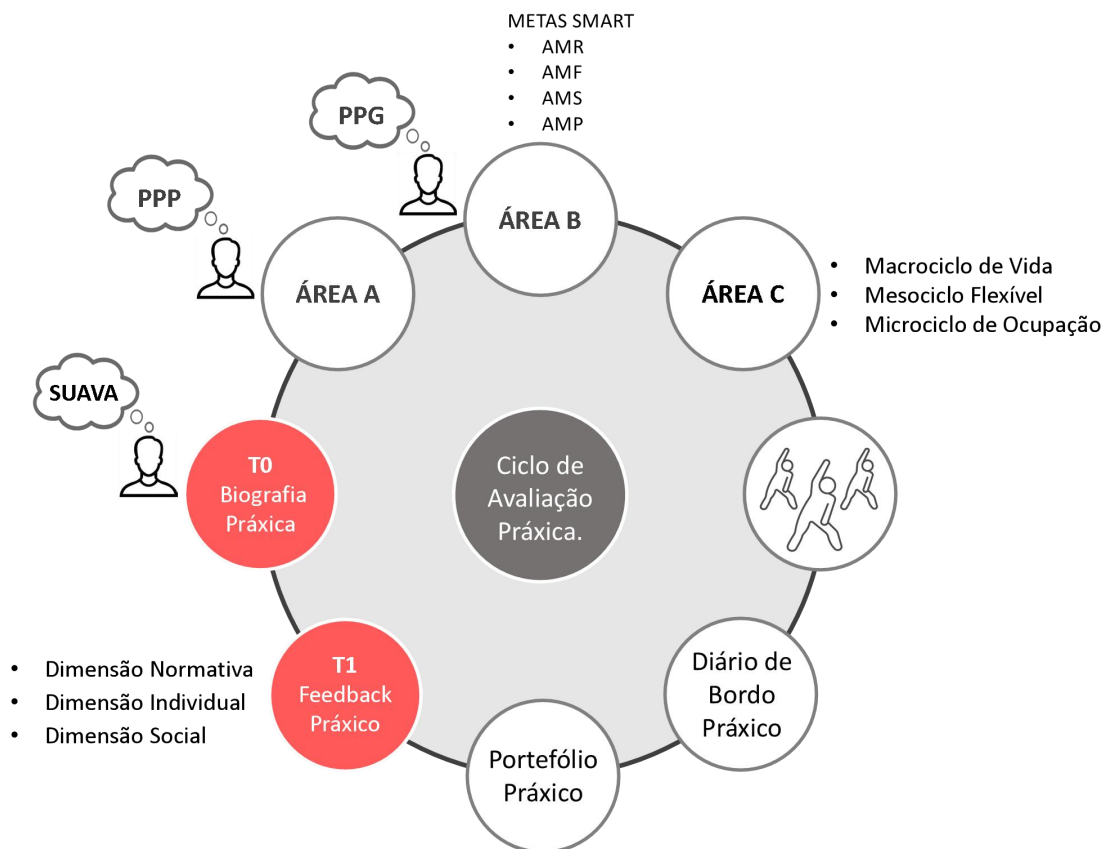 METAS SMART
• AMR
• AMF
• AMS
• AMP
PPG
PPP
ÁREA B
ÁREA A
ÁREA C
• Macrociclo de Vida
• Mesociclo Flexível
• Microciclo de Ocupação
SUAVA
T0
Biografia
Práxica
Ciclo de
Avaliação
Práxica.
• Dimensão Normativa
• Dimensão Individual
• Dimensão Social
T1
Feedback
Práxico
Diário de
Bordo
Práxico
Portefólio
Práxico